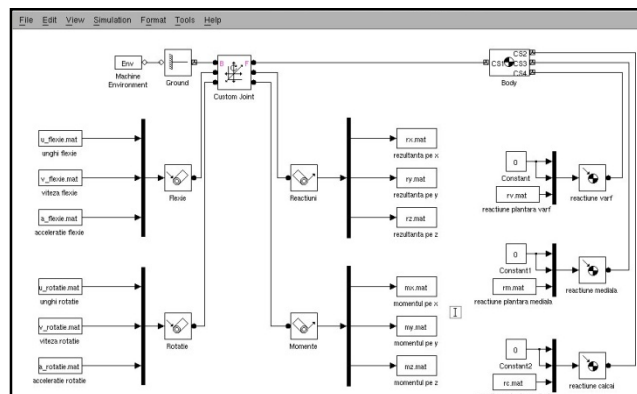 File Edit View Simulation Format Tools Help
Env
Machine
Environment
Ground
B F
Custom Joint
CS1
CS2
CS3
CS4
Body
u_flexie.mat
unghi flexie
v_flexie.mat
viteza flexie
a_flexie.mat
acceleratie flexie
Flexie
Reactiuni
rx.mat
rezultanta pe x
ry.mat
rezultanta pe y
rz.mat
rezultanta pe z
0
Constant
rv.mat
reactiune plantara varf
reactiune varf
u_rotatie.mat
unghi rotatie
v_rotatie.mat
viteza rotatie
a_rotatie.mat
acceleratie rotatie
Rotatie
Momente
mx.mat
momentul pe x
my.mat
momentul pe y
mz.mat
momentul pe z
0
Constant1
rm.mat
reactiune plantara mediala
reactiune mediala
0
Constant2
rc.mat
reactiune calcai